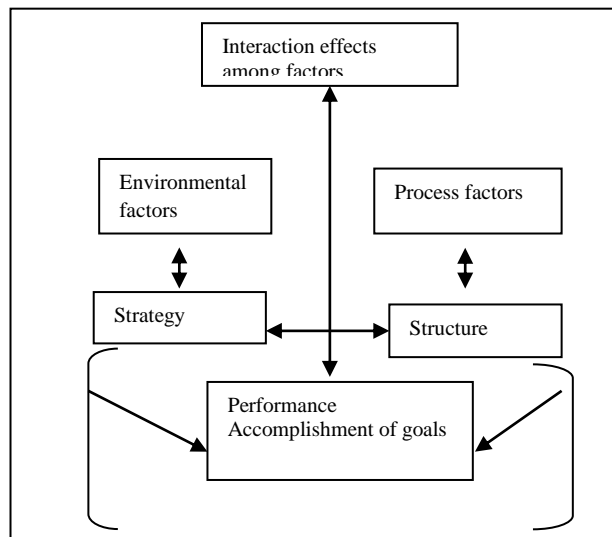 Interaction effects
among factors
Environmental
factors
Process factors
Strategy
Structure
Performance
Accomplishment of goals